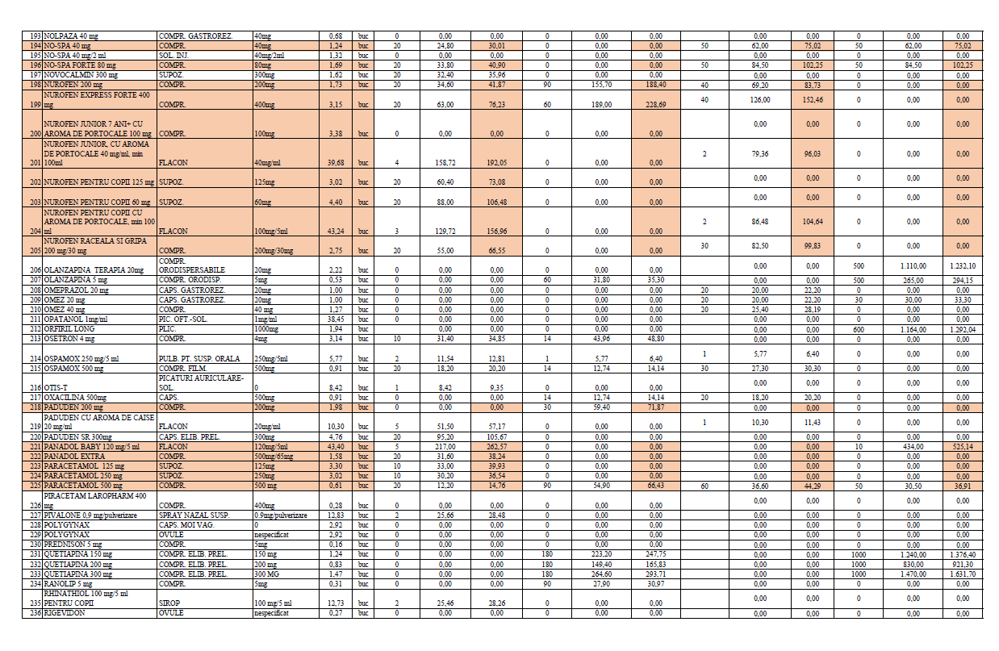 193 NOLPAZA 40 mg COMPR. GASTROREZ. 40mg 0,68 buc 0 0,00 0,00 0 0,00 0,00 0,00 0,00 0 0,00 0,00
194 NO-SPA 40 mg COMPR. 40mg 1,24 buc 20 24,80 30,01 0 0,00 0,00 50 62,00 75,02 50 62,00 75,02
195 NO-SPA 40 mg/2 ml SOL. INJ. 40mg/2ml 1,32 buc 0 0,00 0,00 0 0,00 0,00 0,00 0,00 0 0,00 0,00
196 NO-SPA FORTE 80 mg COMPR. 80mg 1,69 buc 20 33,80 40,90 0 0,00 0,00 50 84,50 102,25 50 84,50 102,25
197 NOVOCALMIN 300 mg SUPOZ. 300mg 1,62 buc 20 32,40 35,96 0 0,00 0,00 0,00 0,00 0 0,00 0,00
198 NUROFEN 200 mg COMPR. 200mg 1,73 buc 20 34,60 41,87 90 155,70 188,40 40 69,20 83,73 0 0,00 0,00
NUROFEN EXPRESS FORTE 400
199 mg COMPR. 400mg 3,15 buc 20 63,00 76,23 60 189,00 228,69 40 126,00 152,46 0 0,00 0,00
NUROFEN JUNIOR 7 ANI+ CU
200 AROMA DE PORTOCALE 100 mg COMPR. 100mg 3,38 buc 0 0,00 0,00 0 0,00 0,00 0,00 0,00 0 0,00 0,00
NUROFEN JUNIOR, CU AROMA
DE PORTOCALE 40 mg/ml, min
201 100ml FLACON 40mg/ml 39,68 buc 4 158,72 192,05 0 0,00 0,00 2 79,36 96,03 0 0,00 0,00
202 NUROFEN PENTRU COPII 125 mg SUPOZ. 125mg 3,02 buc 20 60,40 73,08 0 0,00 0,00 0,00 0,00 0 0,00 0,00
203 NUROFEN PENTRU COPII 60 mg SUPOZ. 60mg 4,40 buc 20 88,00 106,48 0 0,00 0,00 0,00 0,00 0 0,00 0,00
NUROFEN PENTRU COPII CU
AROMA DE PORTOCALE, min 100
204 ml FLACON 100mg/5ml 43,24 buc 3 129,72 156,96 0 0,00 0,00 2 86,48 104,64 0 0,00 0,00
NUROFEN RACEALA SI GRIPA
205 200 mg/30 mg COMPR. 200mg/30mg 2,75 buc 20 55,00 66,55 0 0,00 0,00 30 82,50 99,83 0 0,00 0,00
COMPR.
206 OLANZAPINA TERAPIA 20mg ORODISPERSABILE 20mg 2,22 buc 0 0,00 0,00 0 0,00 0,00 0,00 0,00 500 1.110,00 1.232,10
207 OLANZAPINA 5 mg COMPR. ORODISP. 5mg 0,53 buc 0 0,00 0,00 60 31,80 35,30 0,00 0,00 500 265,00 294,15
208 OMEPRAZOL 20 mg CAPS. GASTROREZ. 20mg 1,00 buc 0 0,00 0,00 0 0,00 0,00 20 20,00 22,20 0 0,00 0,00
209 OMEZ 20 mg CAPS. GASTROREZ. 20mg 1,00 buc 0 0,00 0,00 0 0,00 0,00 20 20,00 22,20 30 30,00 33,30
210 OMEZ 40 mg COMPR. 40 mg 1,27 buc 0 0,00 0,00 0 0,00 0,00 20 25,40 28,19 0 0,00 0,00
211 OPATANOL 1mg/ml PIC. OFT.-SOL. 1mg/ml 38,45 buc 0 0,00 0,00 0 0,00 0,00 0,00 0,00 0 0,00 0,00
212 ORFIRIL LONG PLIC. 1000mg 1,94 buc 0,00 0,00 0 0,00 0,00 0,00 0,00 600 1.164,00 1.292,04
213 OSETRON 4 mg COMPR. 4mg 3,14 buc 10 31,40 34,85 14 43,96 48,80 0,00 0,00 0 0,00 0,00
214 OSPAMOX 250 mg/5 ml PULB. PT. SUSP. ORALA 250mg/5ml 5,77 buc 2 11,54 12,81 1 5,77 6,40 1 5,77 6,40 0 0,00 0,00
215 OSPAMOX 500 mg COMPR. FILM. 500mg 0,91 buc 20 18,20 20,20 14 12,74 14,14 30 27,30 30,30 0 0,00 0,00
PICATURI AURICULARE-
216 OTIS-T SOL. 0 8,42 buc 1 8,42 9,35 0 0,00 0,00 0,00 0,00 0 0,00 0,00
217 OXACILINA 500mg CAPS. 500mg 0,91 buc 0 0,00 0,00 14 12,74 14,14 20 18,20 20,20 0 0,00 0,00
218 PADUDEN 200 mg COMPR. 200mg 1,98 buc 0 0,00 0,00 30 59,40 71,87 0,00 0,00 0 0,00 0,00
PADUDEN CU AROMA DE CAISE
219 20 mg/ml FLACON 20mg/ml 10,30 buc 5 51,50 57,17 0 0,00 0,00 1 10,30 11,43 0 0,00 0,00
220 PADUDEN SR 300mg CAPS. ELIB. PREL. 300mg 4,76 buc 20 95,20 105,67 0 0,00 0,00 0,00 0,00 0 0,00 0,00
221 PANADOL BABY 120 mg/5 ml FLACON 120mg/5ml 43,40 buc 5 217,00 262,57 0 0,00 0,00 0,00 0,00 10 434,00 525,14
222 PANADOL EXTRA COMPR. 500mg/65mg 1,58 buc 20 31,60 38,24 0 0,00 0,00 0,00 0,00 0 0,00 0,00
223 PARACETAMOL 125 mg SUPOZ. 125mg 3,30 buc 10 33,00 39,93 0 0,00 0,00 0,00 0,00 0 0,00 0,00
224 PARACETAMOL 250 mg SUPOZ. 250mg 3,02 buc 10 30,20 36,54 0 0,00 0,00 0,00 0,00 0 0,00 0,00
225 PARACETAMOL 500 mg COMPR. 500 mg 0,61 buc 20 12,20 14,76 90 54,90 66,43 60 36,60 44,29 50 30,50 36,91
PIRACETAM LAROPHARM 400
226 mg COMPR. 400mg 0,28 buc 0 0,00 0,00 0 0,00 0,00 0,00 0,00 0 0,00 0,00
227 PIVALONE 0,9 mg/pulverizare SPRAY NAZAL SUSP. 0.9mg/pulverizare 12,83 buc 2 25,66 28,48 0 0,00 0,00 0,00 0,00 0 0,00 0,00
228 POLYGYNAX CAPS. MOI VAG. 0 2,92 buc 0 0,00 0,00 0 0,00 0,00 0,00 0,00 0 0,00 0,00
229 POLYGYNAX OVULE nespecificat 2,92 buc 0 0,00 0,00 0 0,00 0,00 0,00 0,00 0 0,00 0,00
230 PREDNISON 5 mg COMPR. 5mg 0,16 buc 0 0,00 0,00 0 0,00 0,00 0,00 0,00 0 0,00 0,00
231 QUETIAPINA 150 mg COMPR. ELIB. PREL. 150 mg 1,24 buc 0 0,00 0,00 180 223,20 247,75 0,00 0,00 1000 1.240,00 1.376,40
232 QUETIAPINA 200 mg COMPR. ELIB. PREL. 200 mg 0,83 buc 0 0,00 0,00 180 149,40 165,83 0,00 0,00 1000 830,00 921,30
233 QUETIAPINA 300 mg COMPR. ELIB. PREL. 300 MG 1,47 buc 0 0,00 0,00 180 264,60 293,71 0,00 0,00 1000 1.470,00 1.631,70
234 RANOLIP 5 mg COMPR. 5mg 0,31 buc 0 0,00 0,00 90 27,90 30,97 0,00 0,00 0 0,00 0,00
RHINATHIOL 100 mg/5 ml
235 PENTRU COPII SIROP 100 mg/5 ml 12,73 buc 2 25,46 28,26 0 0,00 0,00 0,00 0,00 0 0,00 0,00
236 RIGEVIDON OVULE nespecificat 0,27 buc 0 0,00 0,00 0 0,00 0,00 0,00 0,00 0 0,00 0,00